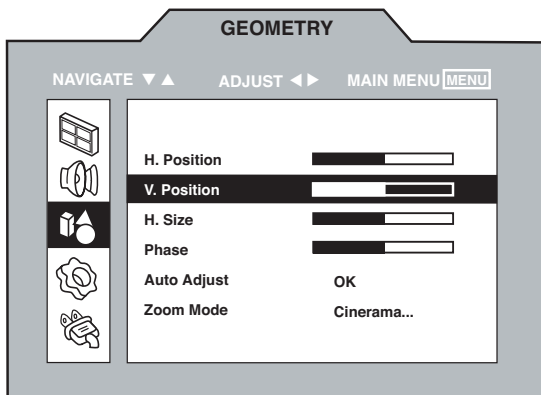 GEOMETRY
NAVIGATE ▼ ▲ ADJUST ◀ ▶ MAIN MENU MENU
H. Position
V. Position
H. Size
Phase
Auto Adjust OK
Zoom Mode Cinerama...